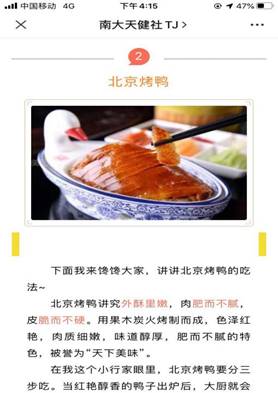 中国移动 4G 下午4:15 47%
南大天健社 TJ >
2
北京烤鸭
下面我来馋馋大家，讲讲北京烤鸭的吃
法~
北京烤鸭讲究外酥里嫩，肉肥而不腻，
皮脆而不硬。用果木炭火烤制而成，色泽红
艳，肉质细嫩，味道醇厚，肥而不腻的特
色，被誉为“天下美味”。
在我这个小行家眼里，北京烤鸭要分三
步吃。当红艳醇香的鸭子出炉后，大厨就会